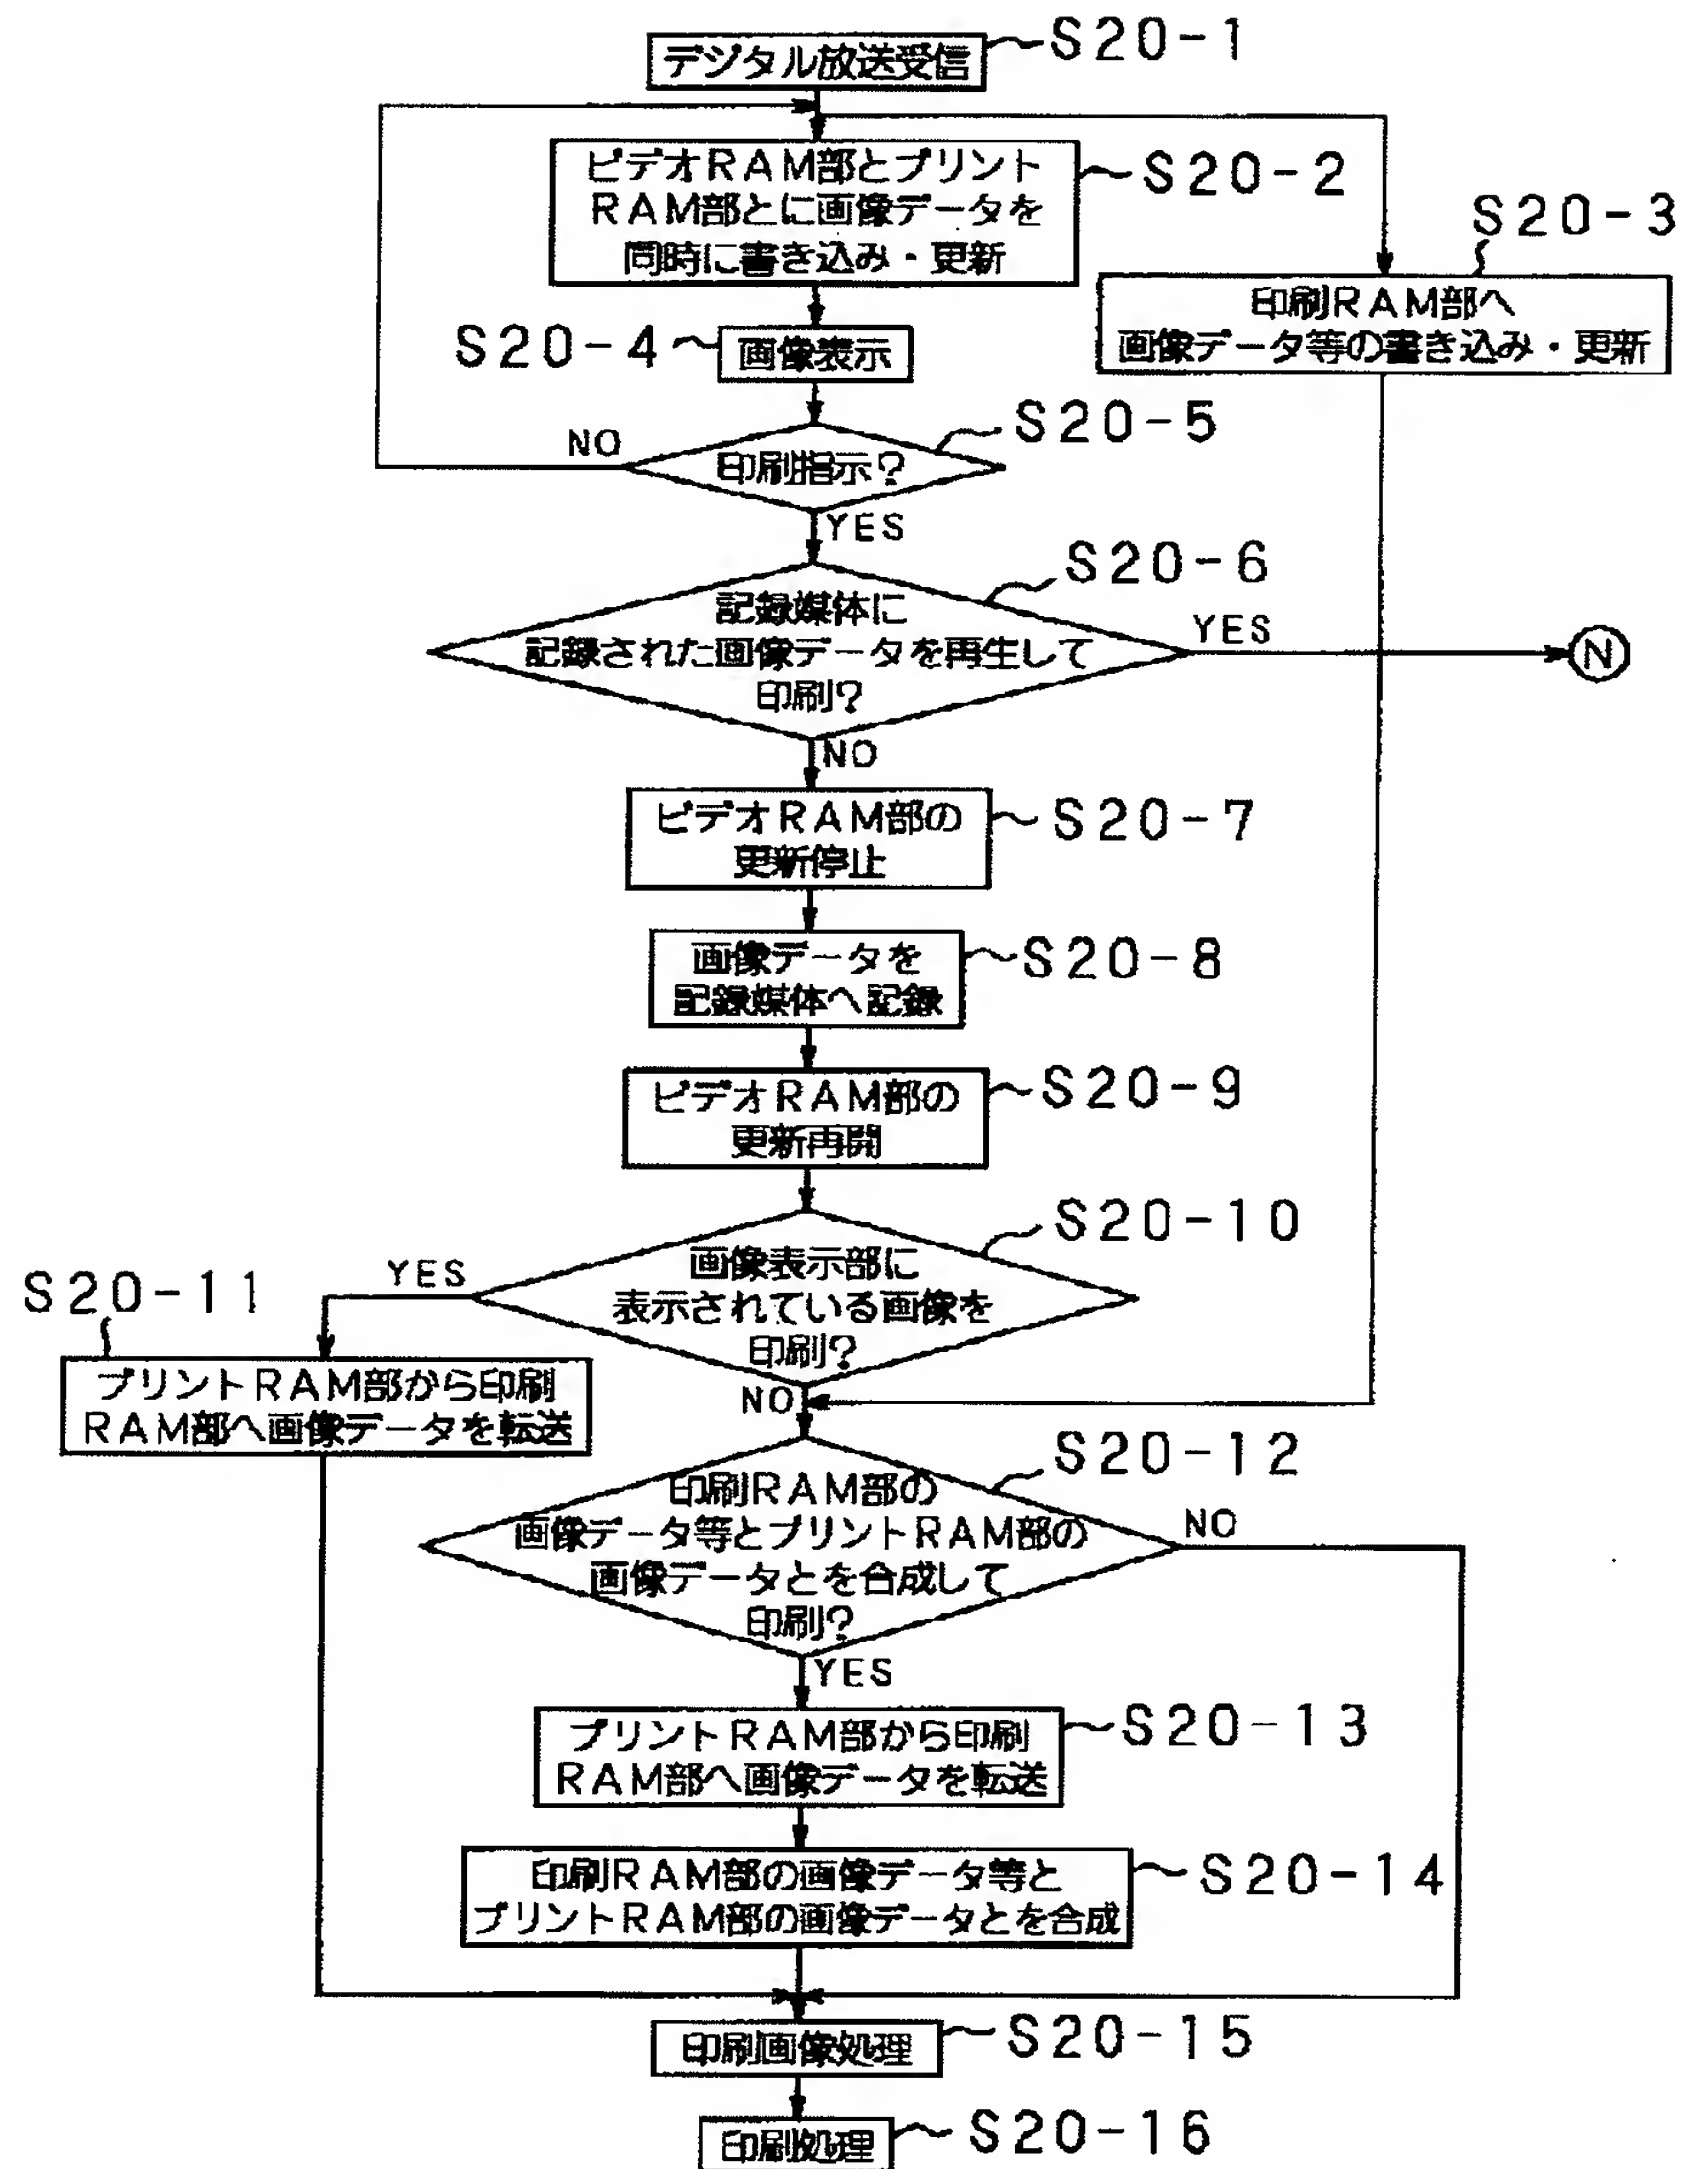 デジタル放送受信
S20-1
ビデオRAM部とプリント
RAM部とに画像データを
同時に書き込み・更新
S20-2
S20-3
印刷RAM部へ
画像データ等の書き込み・更新
S20-4
画像表示
S20-5
NO
印刷指示?
YES
S20-6
記録媒体に
記録された画像データを再生して
印刷?
YES
N
NO
ビデオRAM部の
更新停止
S20-7
画像データを
記録媒体へ記録
S20-8
ビデオRAM部の
更新再開
S20-9
S20-10
画像表示部に
表示されている画像を
印刷?
YES
S20-11
プリントRAM部から印刷
RAM部へ画像データを転送
NO
S20-12
印刷RAM部の
画像データ等とプリントRAM部の
画像データとを合成して
印刷?
NO
YES
プリントRAM部から印刷
RAM部へ画像データを転送
S20-13
印刷RAM部の画像データ等と
プリントRAM部の画像データとを合成
S20-14
印刷画像処理
S20-15
印刷処理
S20-16